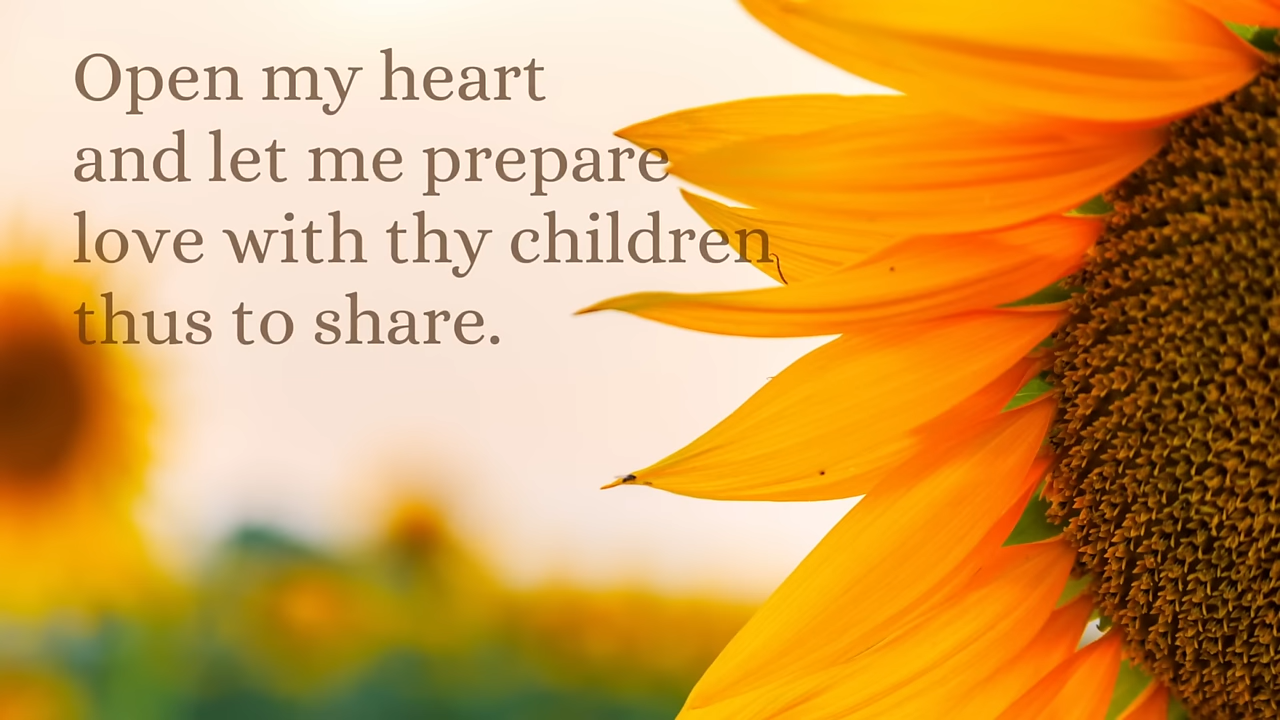 Open my heart
and let me prepare
love with thy children
thus to share.